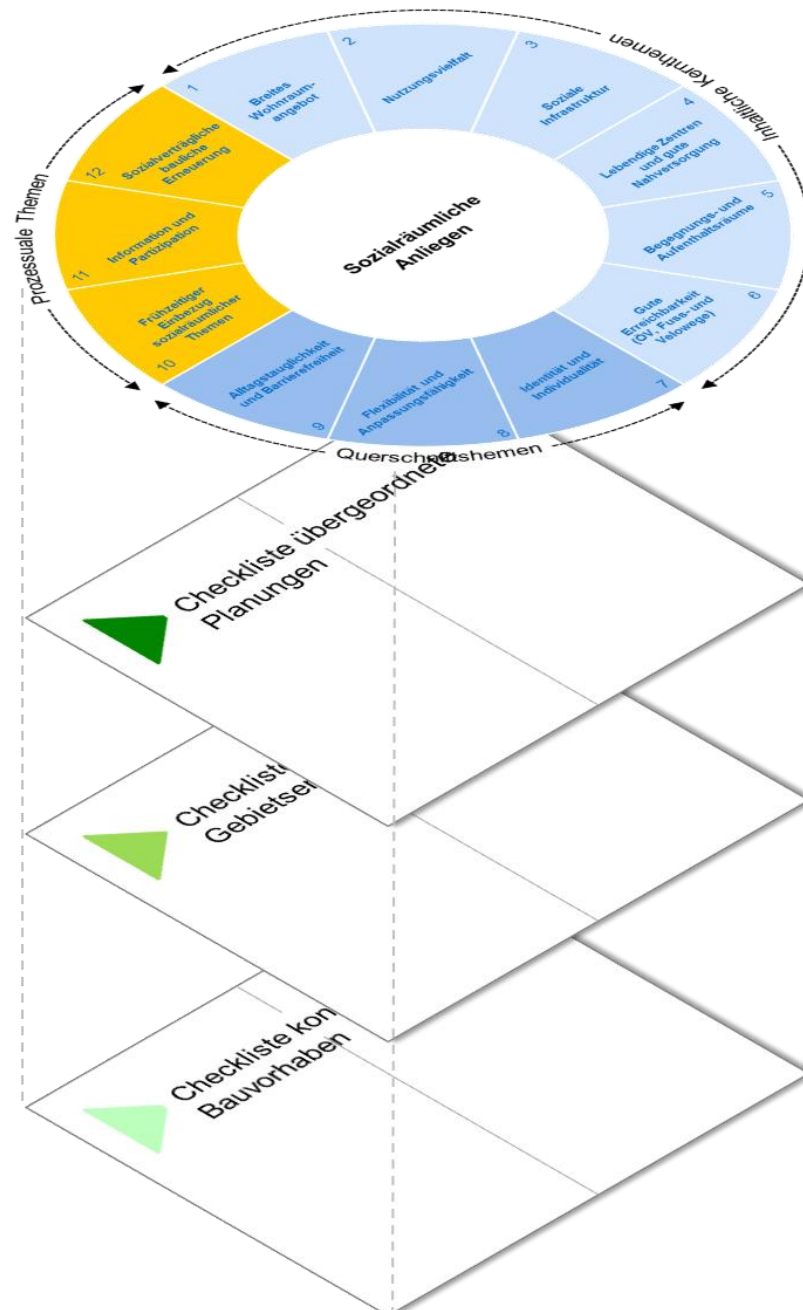 Inhaltliche Kernthemen
1
Breites
Wohnraum-
angebot
2
Nutzungsvielfalt
3
Soziale
Infrastruktur
4
Lebendige Zentren
und gute
Nahversorgung
5
Begegnungs- und
Aufenthaltsräume
6
Gute
Erreichbarkeit
(ÖV, Fuss- und
Velowege)
7
Identität und
Individualität
8
Flexibilität und
Anpassungsfähigkeit
9
Alltagstauglichkeit
und Barrierefreiheit
Querschnittsthemen
10
Frühzeitiger
Einbezug
sozialräumlicher
Themen
11
Information und
Partizipation
12
Sozialverträgliche
bauliche
Erneuerung
Prozessuale Themen
Sozialräumliche
Anliegen
Checkliste übergeordnete
Planungen
Checkliste
Checkliste
Bauvorhaben